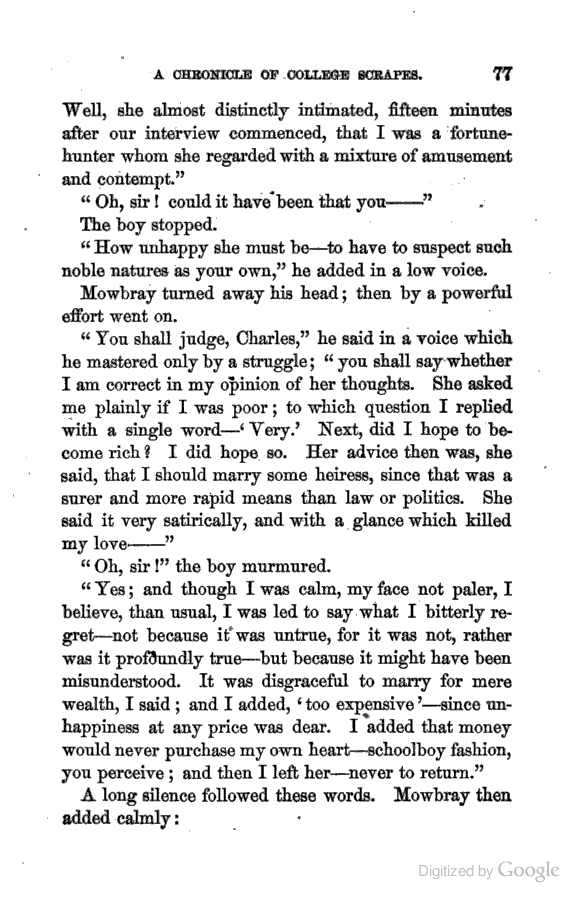 A CHRONICLE OF COLLEGE SCRAPES. 77
Well, she almost distinctly intimated, fifteen minutes
after our interview commenced, that I was a fortune-
hunter whom she regarded with a mixture of amusement
and contempt.”
“ Oh, sir ! could it have been that you——”
The boy stopped.
“ How unhappy she must be—to have to suspect such
noble natures as your own,” he added in a low voice.
Mowbray turned away his head ; then by a powerful
effort went on.
“ You shall judge, Charles,” he said in a voice which
he mastered only by a struggle ; “ you shall say whether
I am correct in my opinion of her thoughts. She asked
me plainly if I was poor ; to which question I replied
with a single word—‘ Very.’ Next, did I hope to be-
come rich ? I did hope so. Her advice then was, she
said, that I should marry some heiress, since that was a
surer and more rapid means than law or politics. She
said it very satirically, and with a glance which killed
my love——”
“ Oh, sir !” the boy murmured.
“ Yes ; and though I was calm, my face not paler, I
believe, than usual, I was led to say what I bitterly re-
gret—not because it was untrue, for it was not, rather
was it profoundly true—but because it might have been
misunderstood. It was disgraceful to marry for mere
wealth, I said ; and I added, ‘ too expensive ’—since un-
happiness at any price was dear. I added that money
would never purchase my own heart—schoolboy fashion,
you perceive ; and then I left her—never to return.”
A long silence followed these words. Mowbray then
added calmly :
Digitized by Google